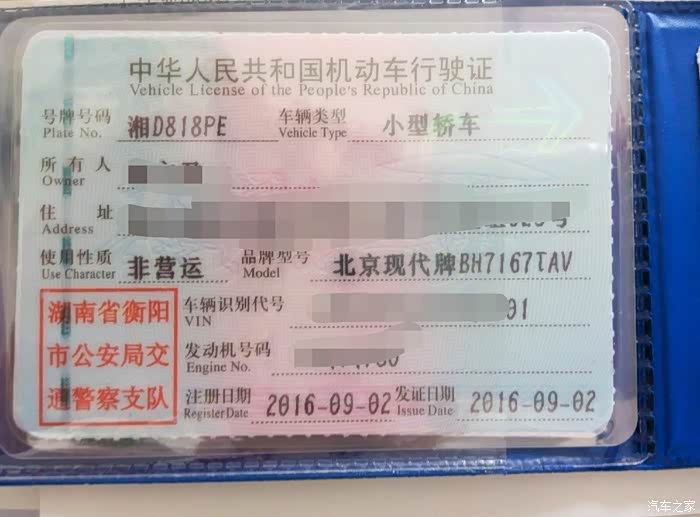 中华人民共和国机动车行驶证
Vehicle License of the People's Republic of China
号牌号码 湘D818PE 车辆类型 小型轿车
Plate No. Vehicle Type
所有人
Owner
住址
Address
使用性质 非营运 品牌型号 北京现代牌BH7167TAV
Use Character Model
湖南省衡阳 车辆识别代号 01
VIN
市公安局交 发动机号码
Engine No.
通警察支队 注册日期 2016-09-02 发证日期 2016-09-02
Register Date Issue Date
汽车之家